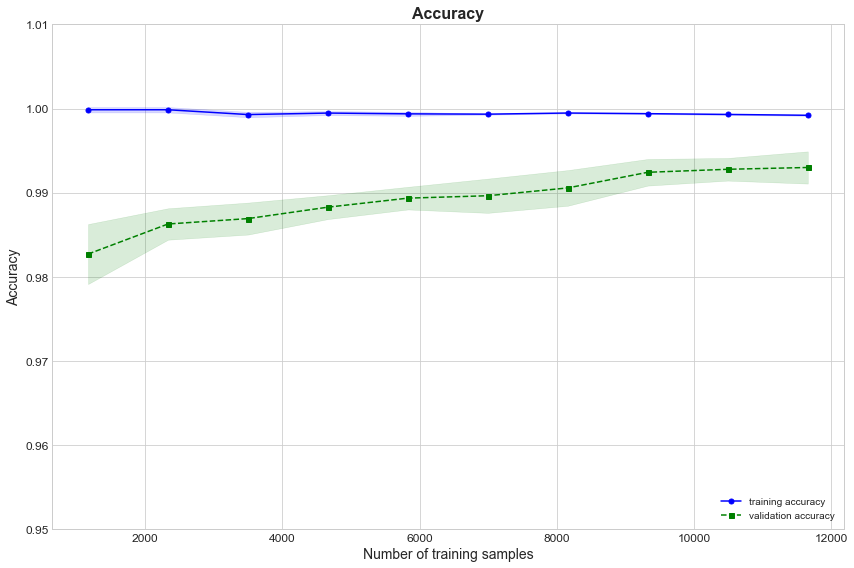 Accuracy
1.01
1.00
0.99
0.98
0.97
0.96
0.95
Accuracy
training accuracy
validation accuracy
2000 4000 6000 8000 10000 12000
Number of training samples